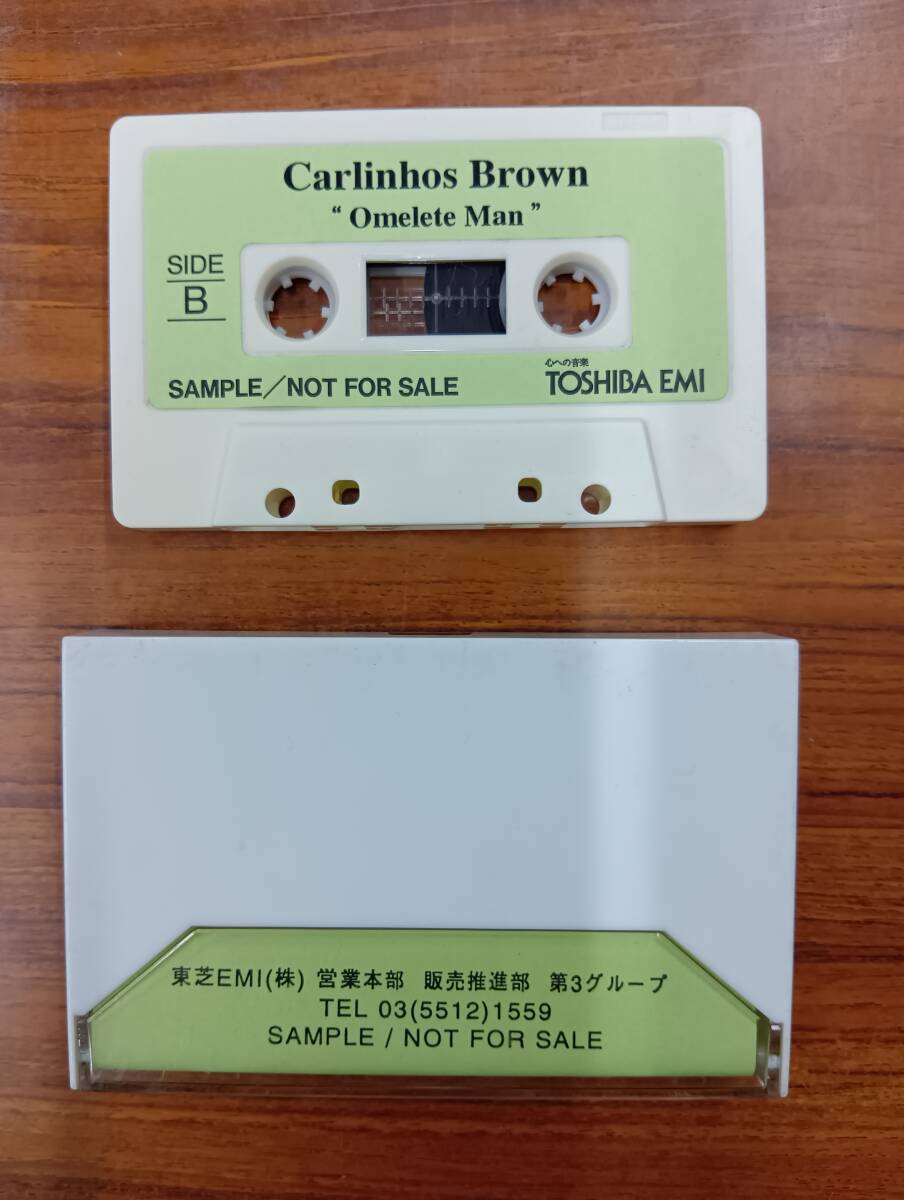 Carlinhos Brown
“Omelete Man”
SIDE
B
SAMPLE／NOT FOR SALE
心への音楽
TOSHIBA EMI
東芝EMI(株) 営業本部 販売推進部 第3グループ
TEL 03(5512)1559
SAMPLE / NOT FOR SALE